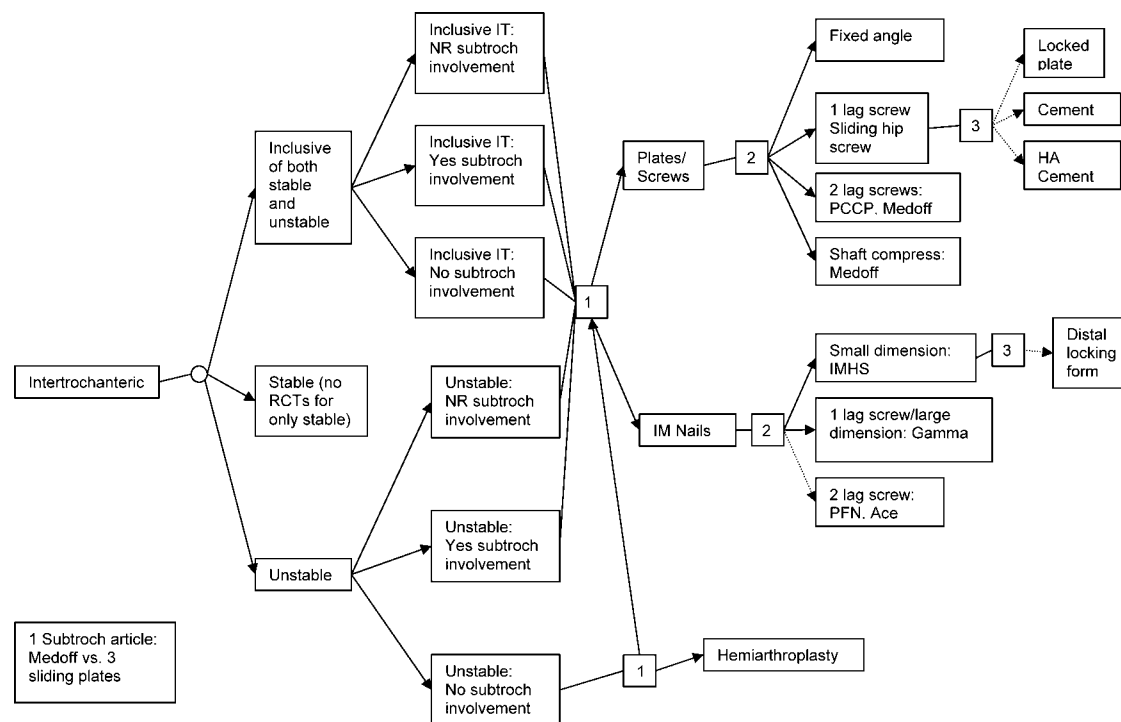 Intertrochanteric
Inclusive
of both
stable
and
unstable
Stable (no
RCTs for
only stable)
Unstable
1 Subtroch article:
Medoff vs. 3
sliding plates
Inclusive IT:
NR subtroch
involvement
Inclusive IT:
Yes subtroch
involvement
Inclusive IT:
No subtroch
involvement
Unstable:
NR subtroch
involvement
Unstable:
Yes subtroch
involvement
Unstable:
No subtroch
involvement
1
1
Hemiarthroplasty
Plates/
Screws
2
Fixed angle
1 lag screw
Sliding hip
screw
2 lag screws:
PCCP. Medoff
Shaft compress:
Medoff
3
Locked
plate
Cement
HA
Cement
IM Nails
2
Small dimension:
IMHS
1 lag screw/large
dimension: Gamma
2 lag screw:
PFN. Ace
3
Distal
locking
form